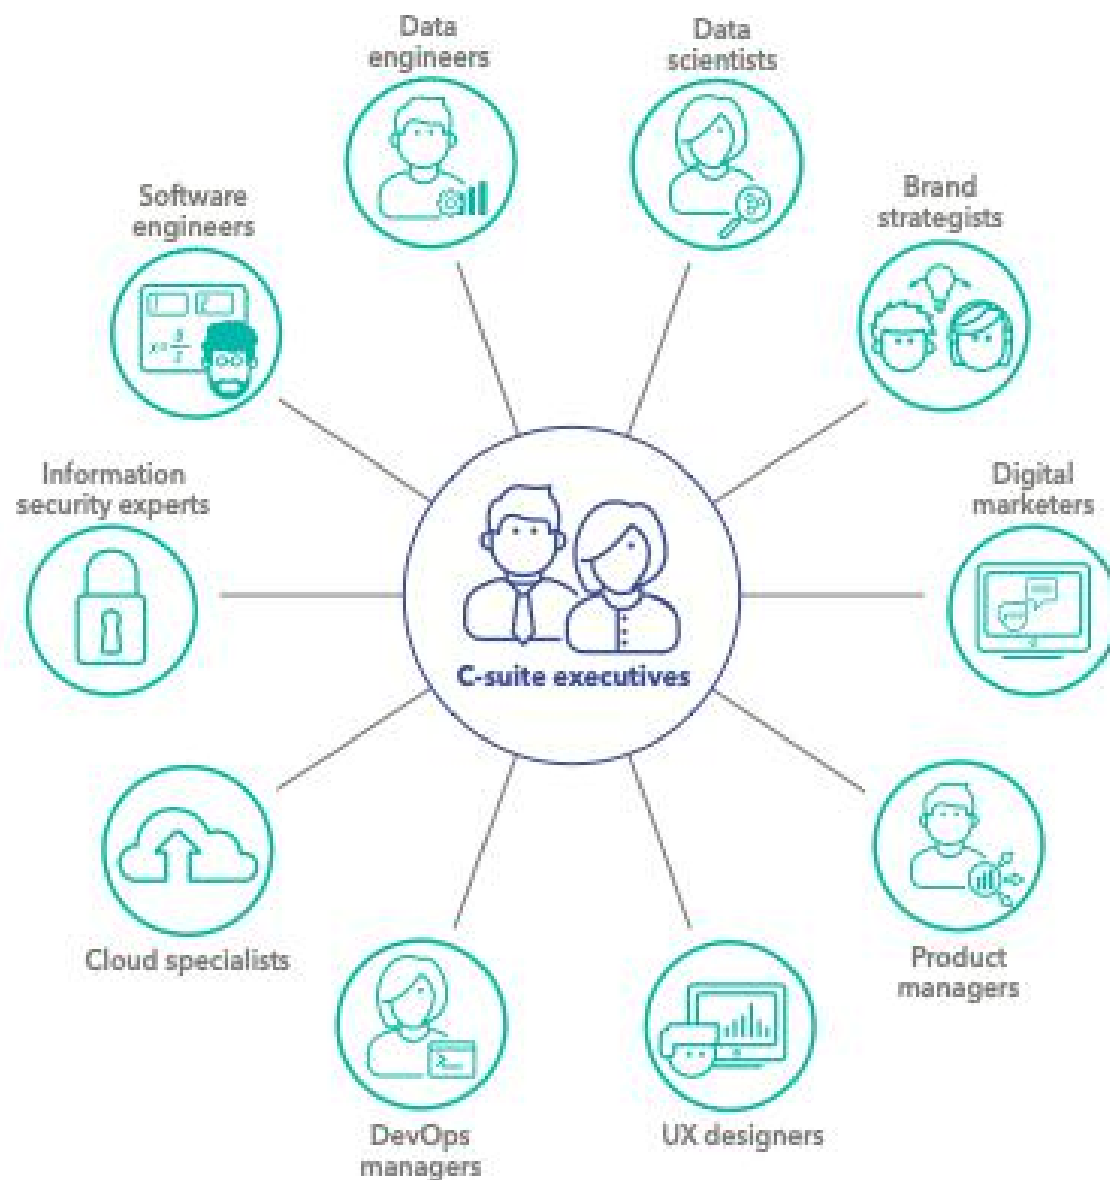 Data
engineers
Data
scientists
Software
engineers
Brand
strategists
Information
security experts
Digital
marketers
C-suite executives
Cloud specialists
Product
managers
DevOps
managers
UX designers